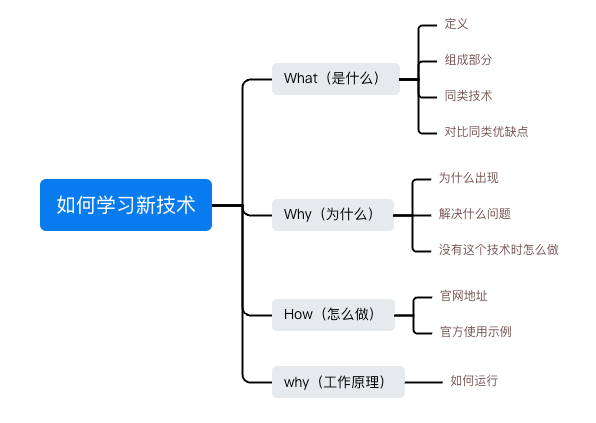 如何学习新技术
What（是什么）
定义
组成部分
同类技术
对比同类优缺点
Why（为什么）
为什么出现
解决什么问题
没有这个技术时怎么做
How（怎么做）
官网地址
官方使用示例
why（工作原理）
如何运行